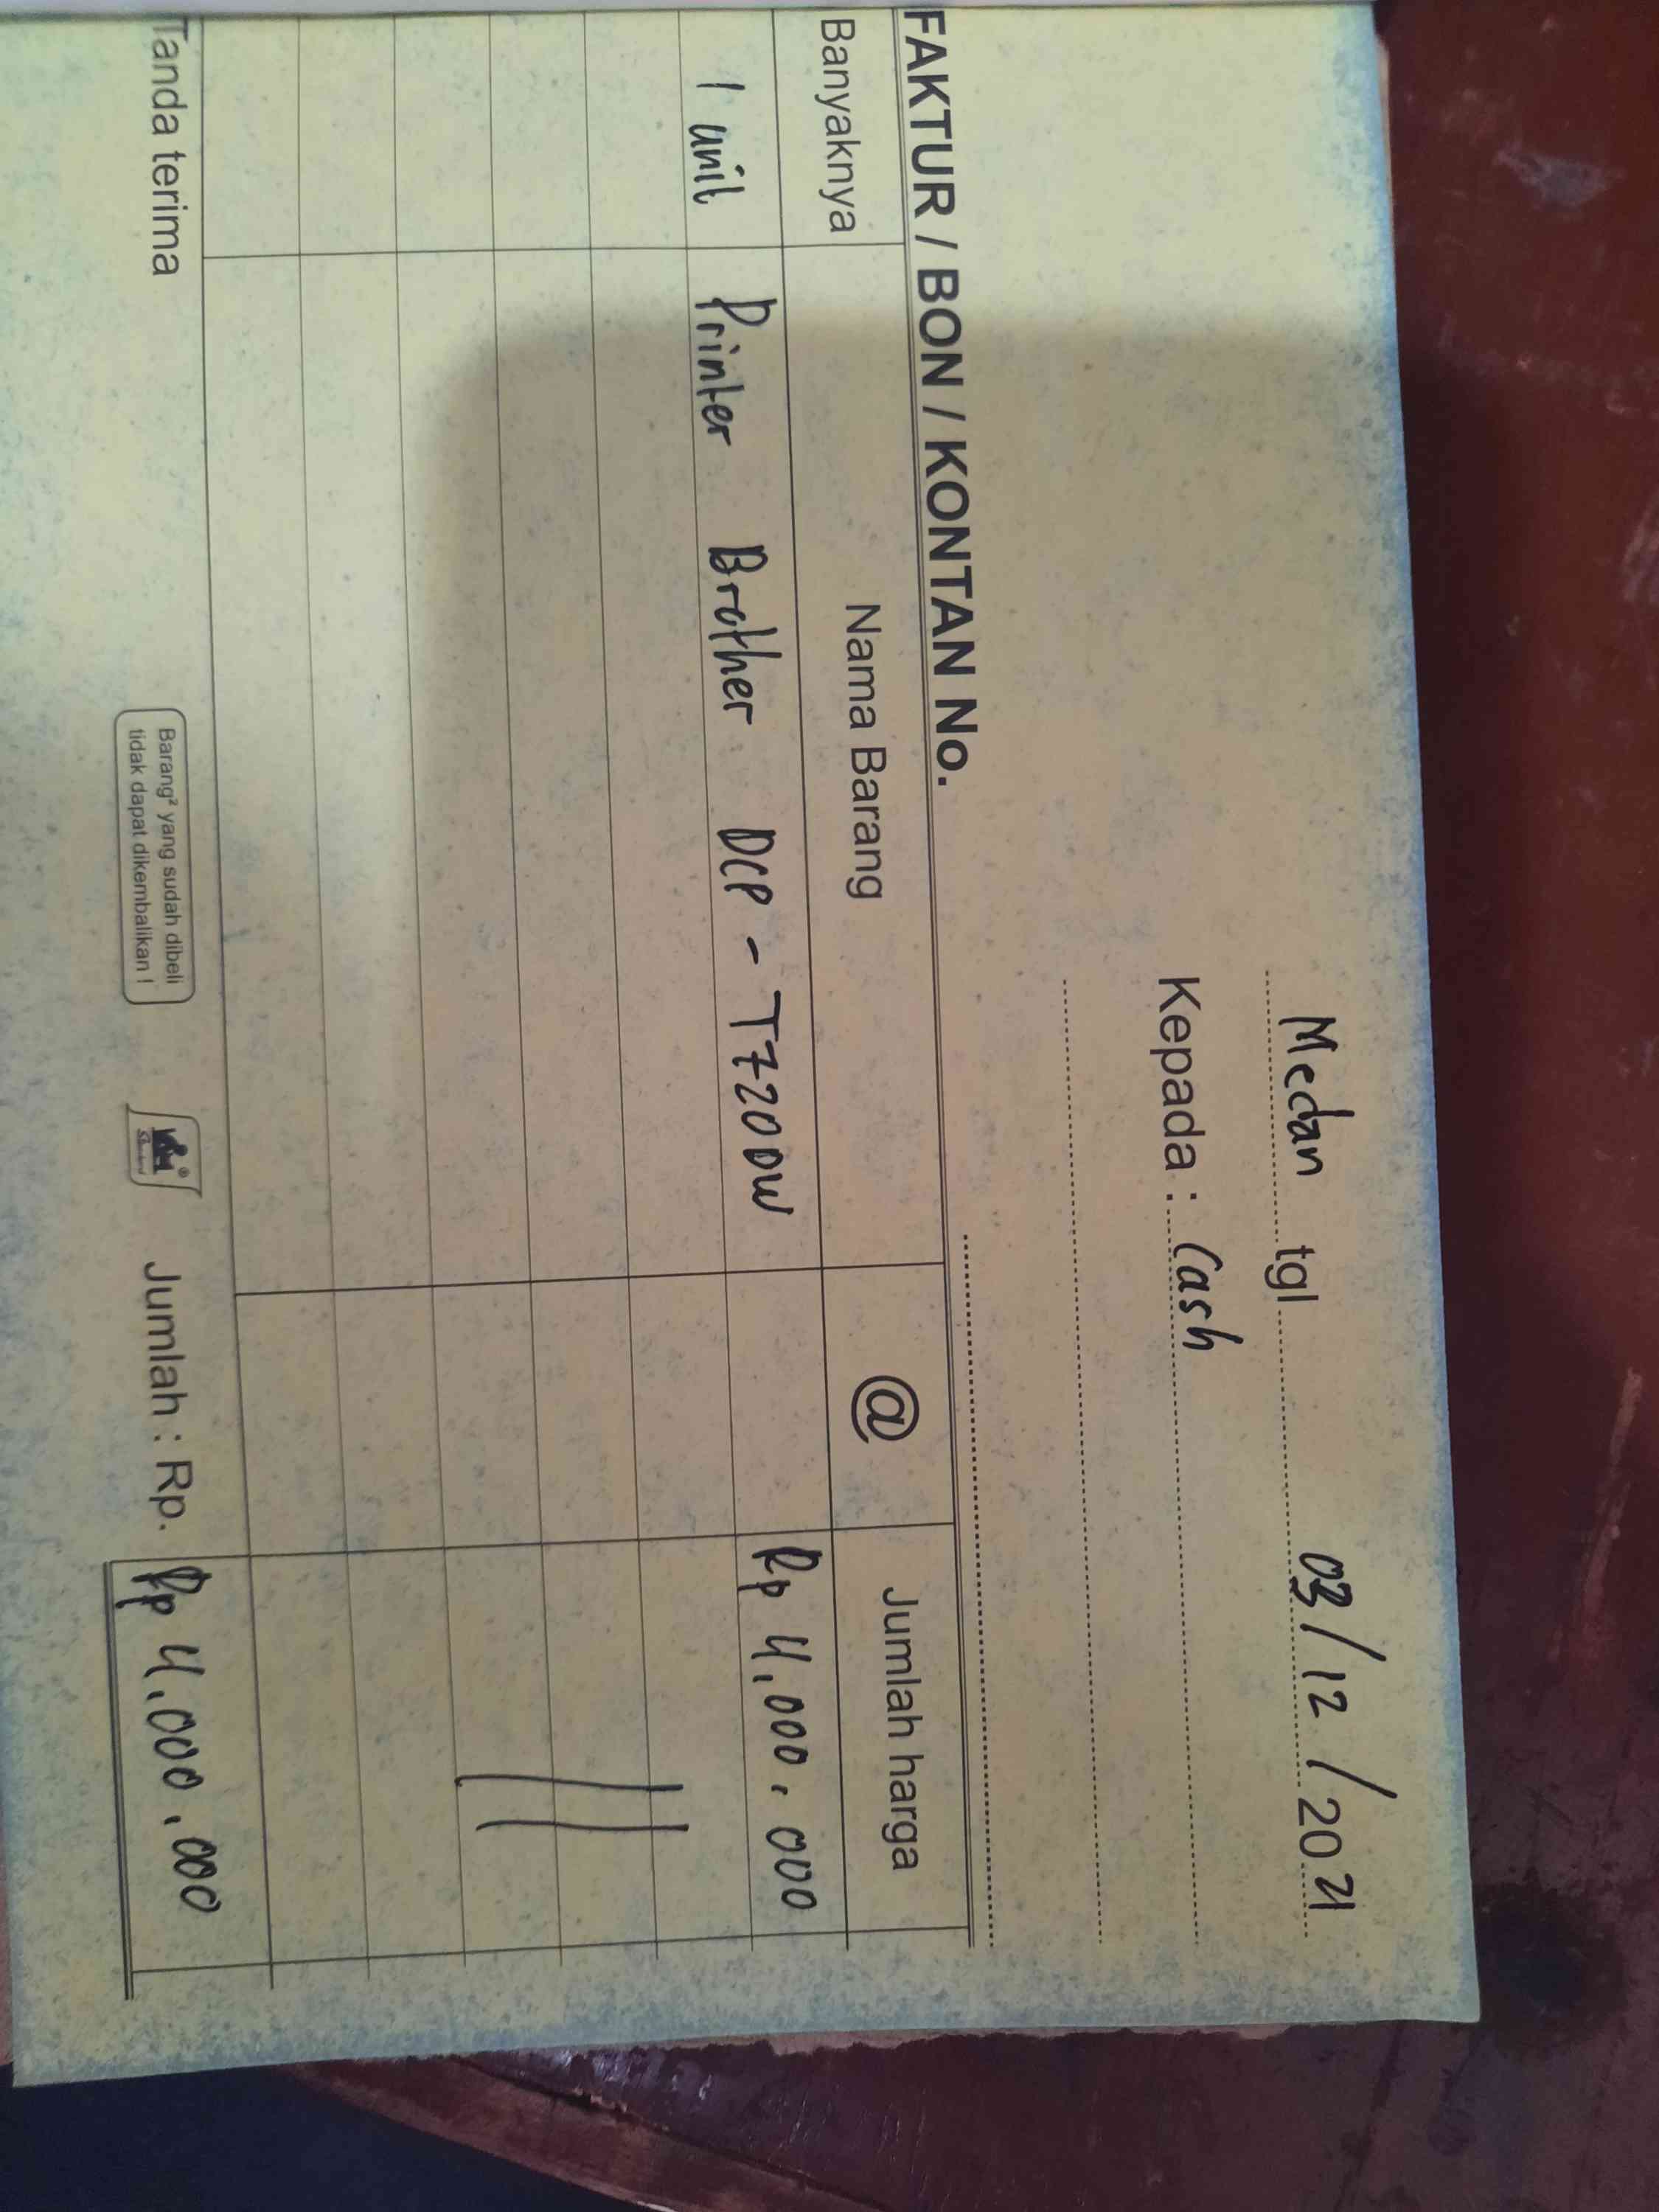 Medan tgl 03/12/2021
Kepada : Cash
FAKTUR / BON / KONTAN No.
Banyaknya Nama Barang @ Jumlah harga
1 unit Printer Brother DCP - T720DW Rp 4.000.000
Tanda terima
Barang² yang sudah dibeli
tidak dapat dikembalikan !
Jumlah : Rp. Rp 4.000.000